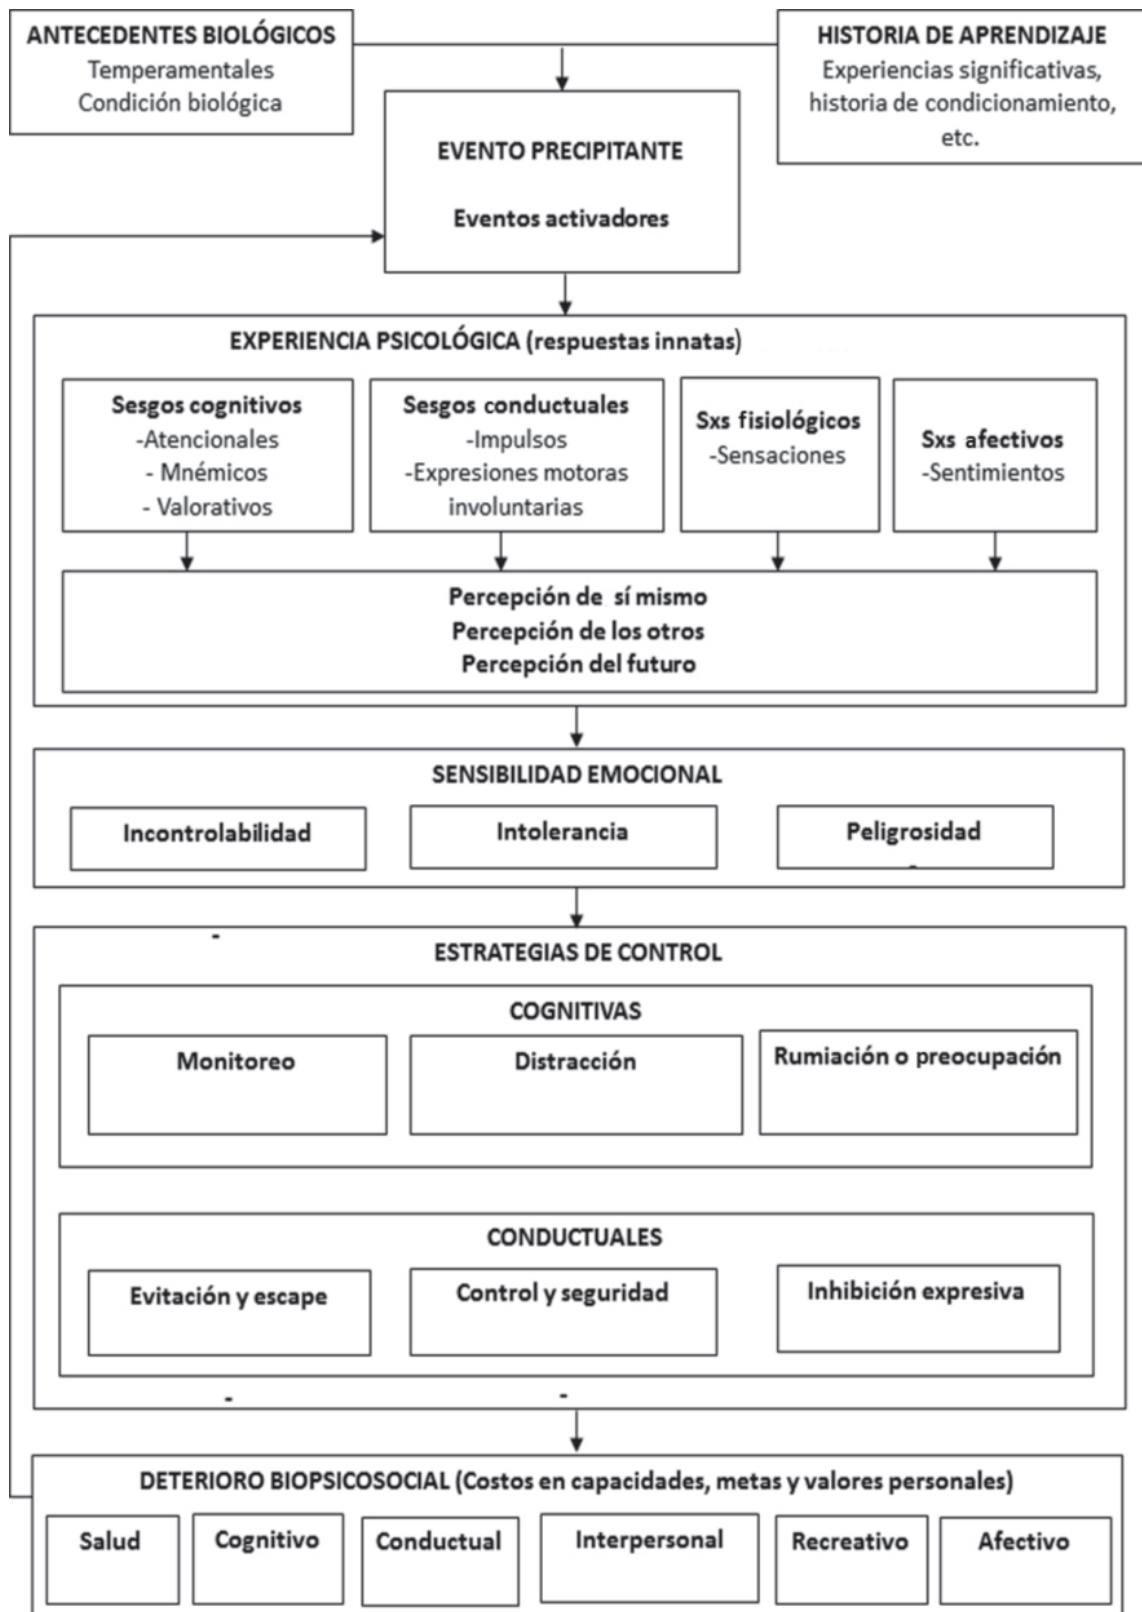 ANTECEDENTES BIOLÓGICOS
Temperamentales
Condición biológica
HISTORIA DE APRENDIZAJE
Experiencias significativas,
historia de condicionamiento,
etc.
EVENTO PRECIPITANTE
Eventos activadores
EXPERIENCIA PSICOLÓGICA (respuestas innatas)
Sesgos cognitivos
-Atencionales
- Mnémicos
- Valorativos
Sesgos conductuales
-Impulsos
-Expresiones motoras
involuntarias
Sxs fisiológicos
-Sensaciones
Sxs afectivos
-Sentimientos
Percepción de sí mismo
Percepción de los otros
Percepción del futuro
SENSIBILIDAD EMOCIONAL
Incontrolabilidad
Intolerancia
Peligrosidad
-
-
ESTRATEGIAS DE CONTROL
COGNITIVAS
Monitoreo
Distracción
Rumiación o preocupación
CONDUCTUALES
Evitación y escape
Control y seguridad
Inhibición expresiva
-
-
DETERIORO BIOPSICOSOCIAL (Costos en capacidades, metas y valores personales)
Salud
Cognitivo
Conductual
Interpersonal
Recreativo
Afectivo